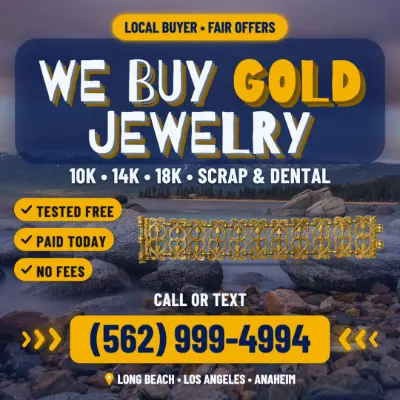 LOCAL BUYER • FAIR OFFERS
WE BUY GOLD
JEWELRY
10K • 14K • 18K • SCRAP & DENTAL
TESTED FREE
PAID TODAY
NO FEES
CALL OR TEXT
(562) 999-4994
LONG BEACH • LOS ANGELES • ANAHEIM